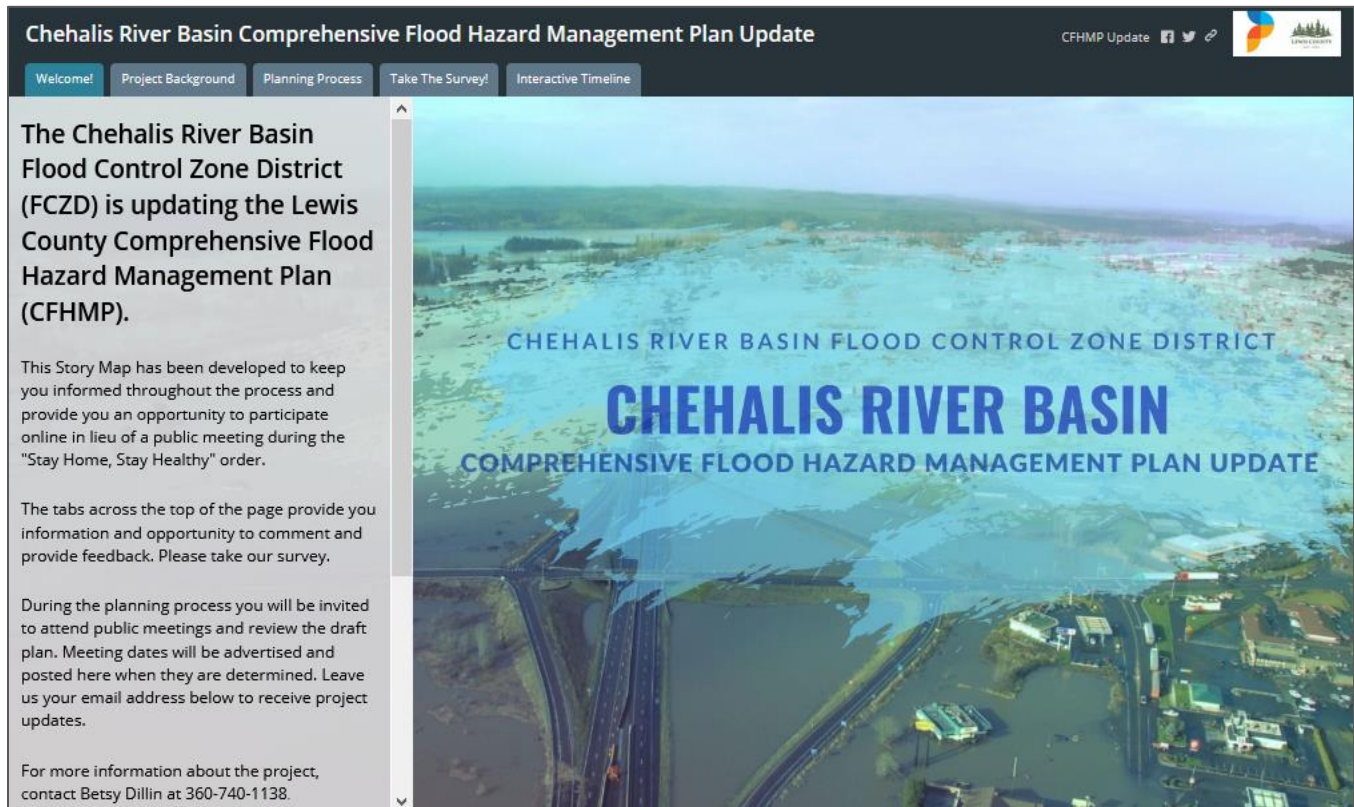 Chehalis River Basin Comprehensive Flood Hazard Management Plan Update
CFHMP Update
LEWIS COUNTY
Welcome!
Project Background
Planning Process
Take The Survey!
Interactive Timeline
The Chehalis River Basin
Flood Control Zone District
(FCZD) is updating the Lewis
County Comprehensive Flood
Hazard Management Plan
(CFHMP).
This Story Map has been developed to keep
you informed throughout the process and
provide you an opportunity to participate
online in lieu of a public meeting during the
"Stay Home, Stay Healthy" order.
The tabs across the top of the page provide you
information and opportunity to comment and
provide feedback. Please take our survey.
During the planning process you will be invited
to attend public meetings and review the draft
plan. Meeting dates will be advertised and
posted here when they are determined. Leave
us your email address below to receive project
updates.
For more information about the project,
contact Betsy Dillin at 360-740-1138.
CHEHALIS RIVER BASIN FLOOD CONTROL ZONE DISTRICT
CHEHALIS RIVER BASIN
COMPREHENSIVE FLOOD HAZARD MANAGEMENT PLAN UPDATE